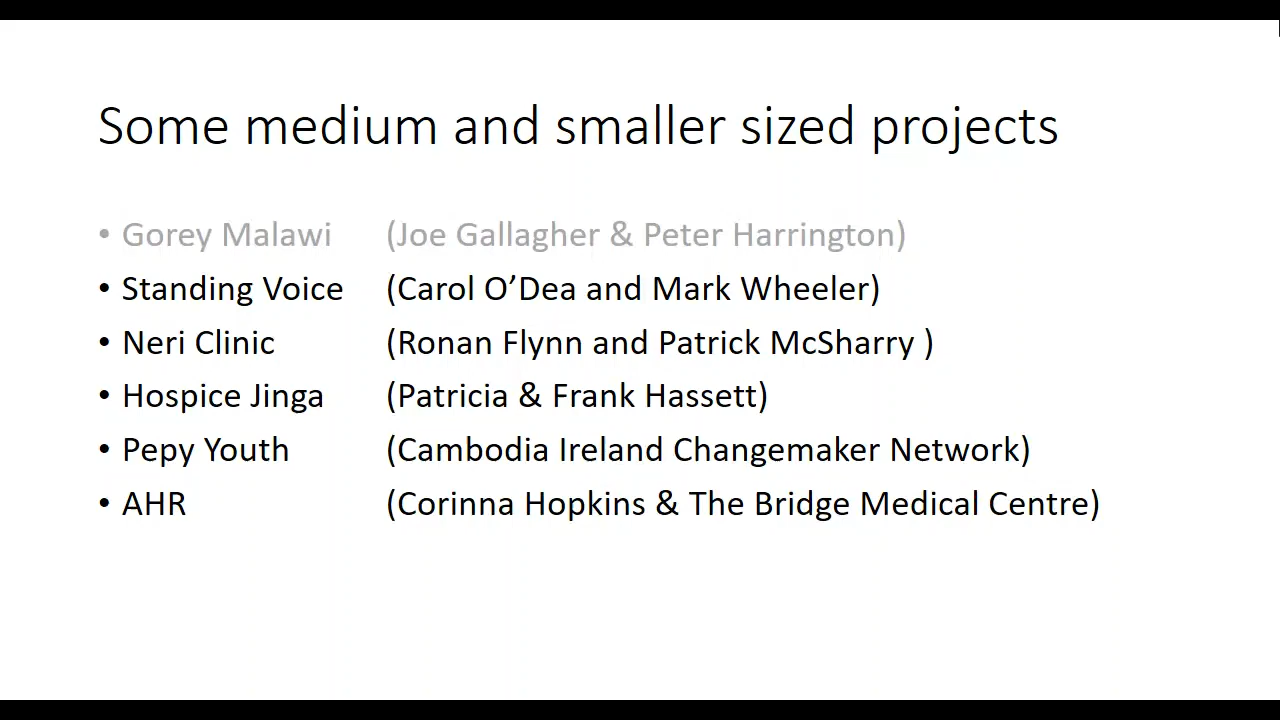 Some medium and smaller sized projects
• Gorey Malawi (Joe Gallagher & Peter Harrington)
• Standing Voice (Carol O’Dea and Mark Wheeler)
• Neri Clinic (Ronan Flynn and Patrick McSharry )
• Hospice Jinga (Patricia & Frank Hassett)
• Pepy Youth (Cambodia Ireland Changemaker Network)
• AHR (Corinna Hopkins & The Bridge Medical Centre)